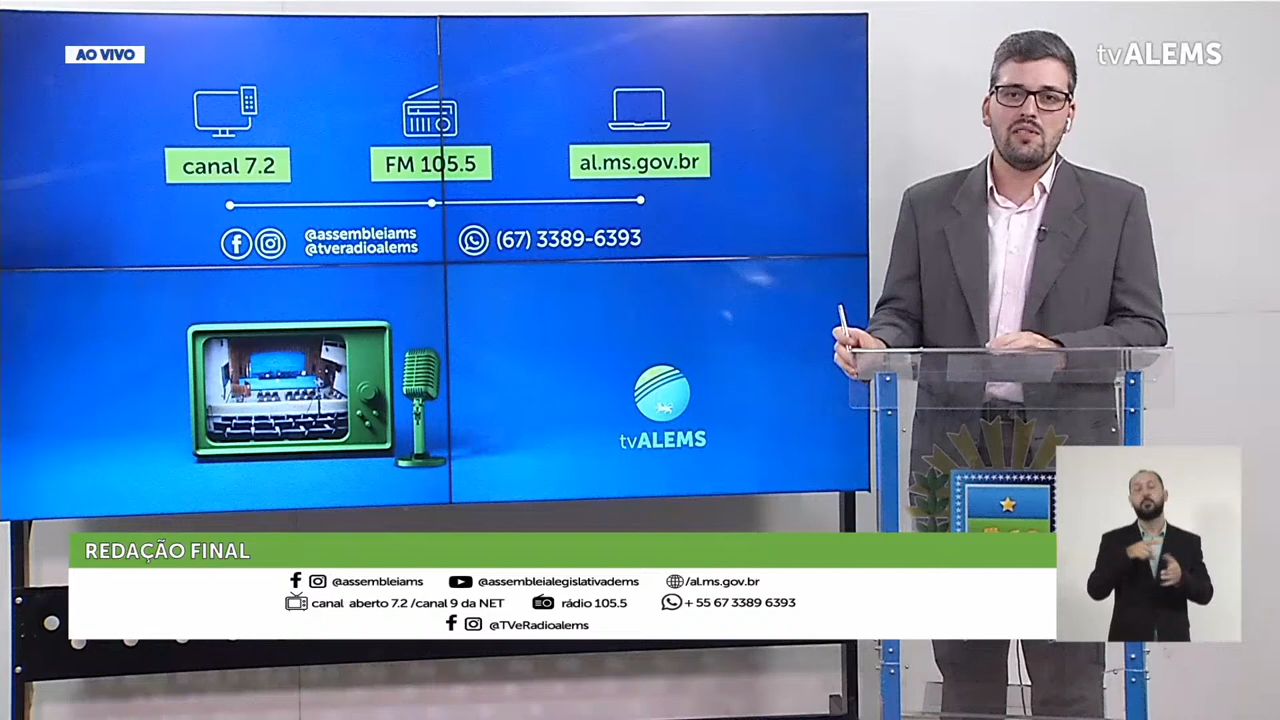 AO VIVO
tvALEMS
canal 7.2
FM 105.5
al.ms.gov.br
@assembleiams
@tveradioalems
(67) 3389-6393
tvALEMS
REDAÇÃO FINAL
@assembleiams
@assembleialegislativadems
/al.ms.gov.br
canal aberto 7.2 /canal 9 da NET
rádio 105.5
+ 55 67 3389 6393
@TVeRadioalems